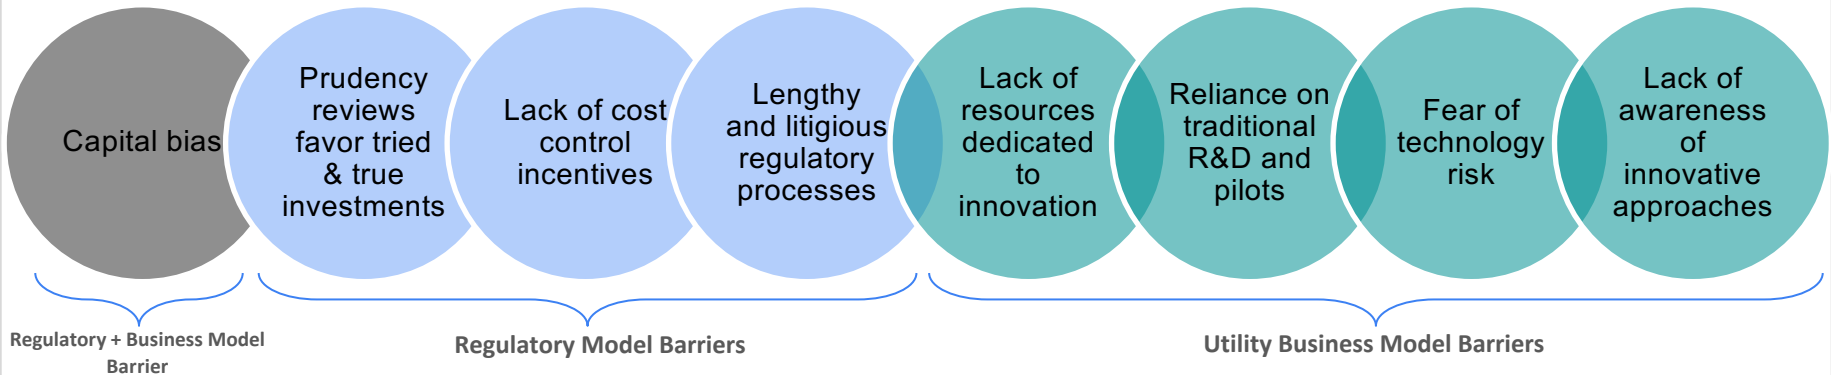 Capital bias
Prudency
reviews
favor tried
& true
investments
Lack of cost
control
incentives
Lengthy
and litigious
regulatory
processes
Lack of
resources
dedicated
to
innovation
Reliance on
traditional
R&D and
pilots
Fear of
technology
risk
Lack of
awareness
of
innovative
approaches
Regulatory + Business Model
Barrier
Regulatory Model Barriers
Utility Business Model Barriers